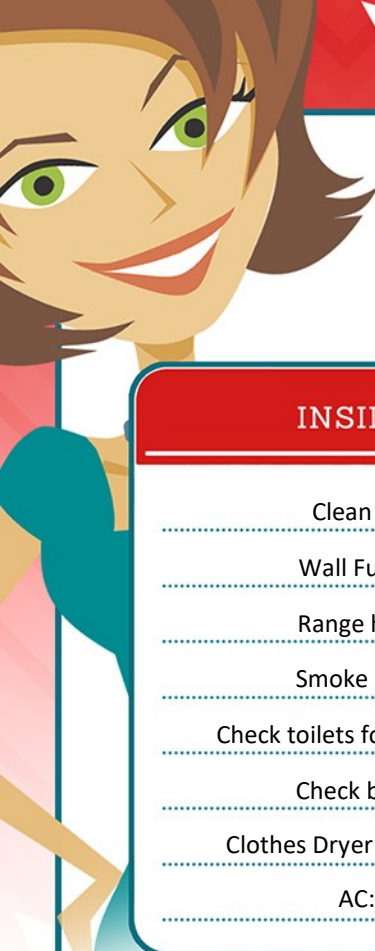 INSI
Clean
Wall Fu
Range
Smoke
Check toilets fo
Check b
Clothes Dryer
AC: